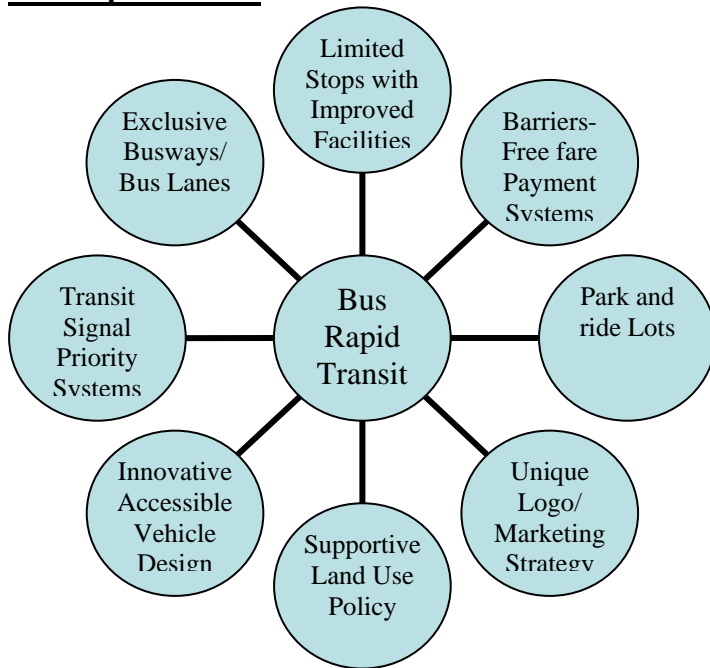 Limited
Stops with
Improved
Facilities
Exclusive
Busways/
Bus Lanes
Barriers-
Free fare
Payment
Systems
Transit
Signal
Priority
Systems
Bus
Rapid
Transit
Park and
ride Lots
Innovative
Accessible
Vehicle
Design
Supportive
Land Use
Policy
Unique
Logo/
Marketing
Strategy